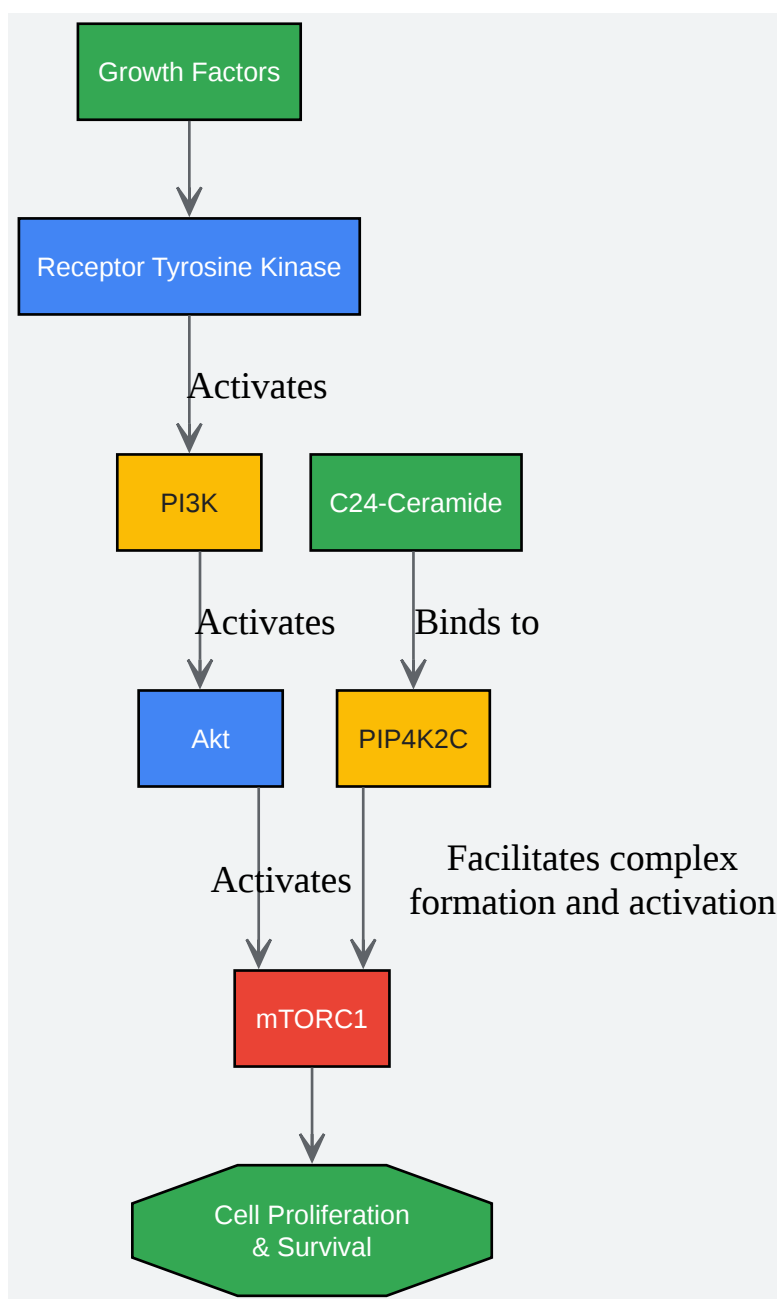 Growth Factors
Receptor Tyrosine Kinase
Activates
PI3K
C24-Ceramide
Activates
Binds to
Akt
PIP4K2C
Activates
Facilitates complex
formation and activation
mTORC1
Cell Proliferation
& Survival